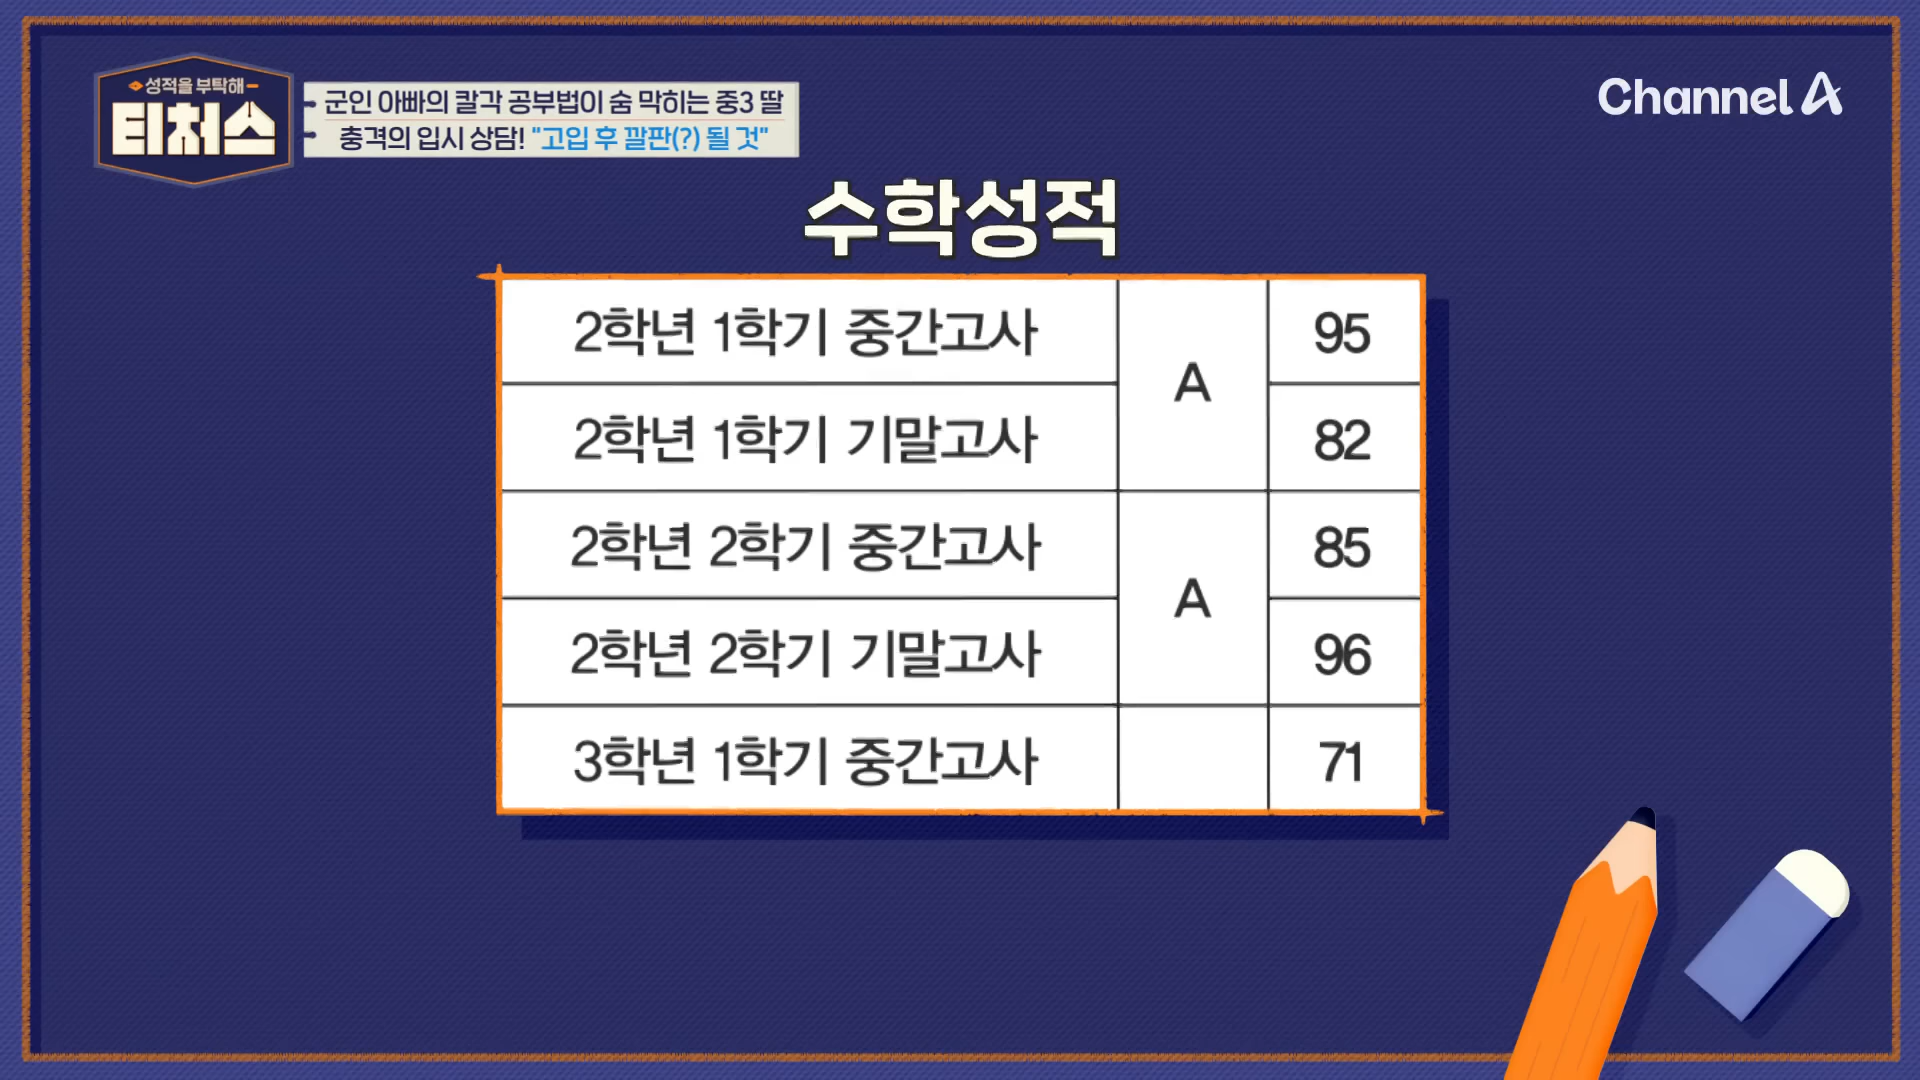 성적을 부탁해
티처스
군인 아빠의 칼각 공부법이 숨 막히는 중3 딸
충격의 입시 상담! "고입 후 깔판(?) 될 것"
Channel A
수학성적
2학년 1학기 중간고사 A 95
2학년 1학기 기말고사 82
2학년 2학기 중간고사 A 85
2학년 2학기 기말고사 96
3학년 1학기 중간고사 71